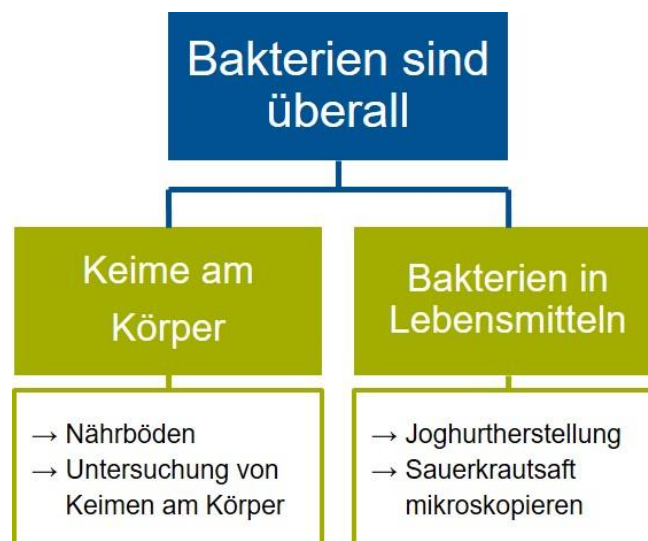 Bakterien sind
überall
Keime am
Körper
Bakterien in
Lebensmitteln
→ Nährböden
→ Untersuchung von
Keimen am Körper
→ Joghurtherstellung
→ Sauerkrautsaft
mikroskopieren